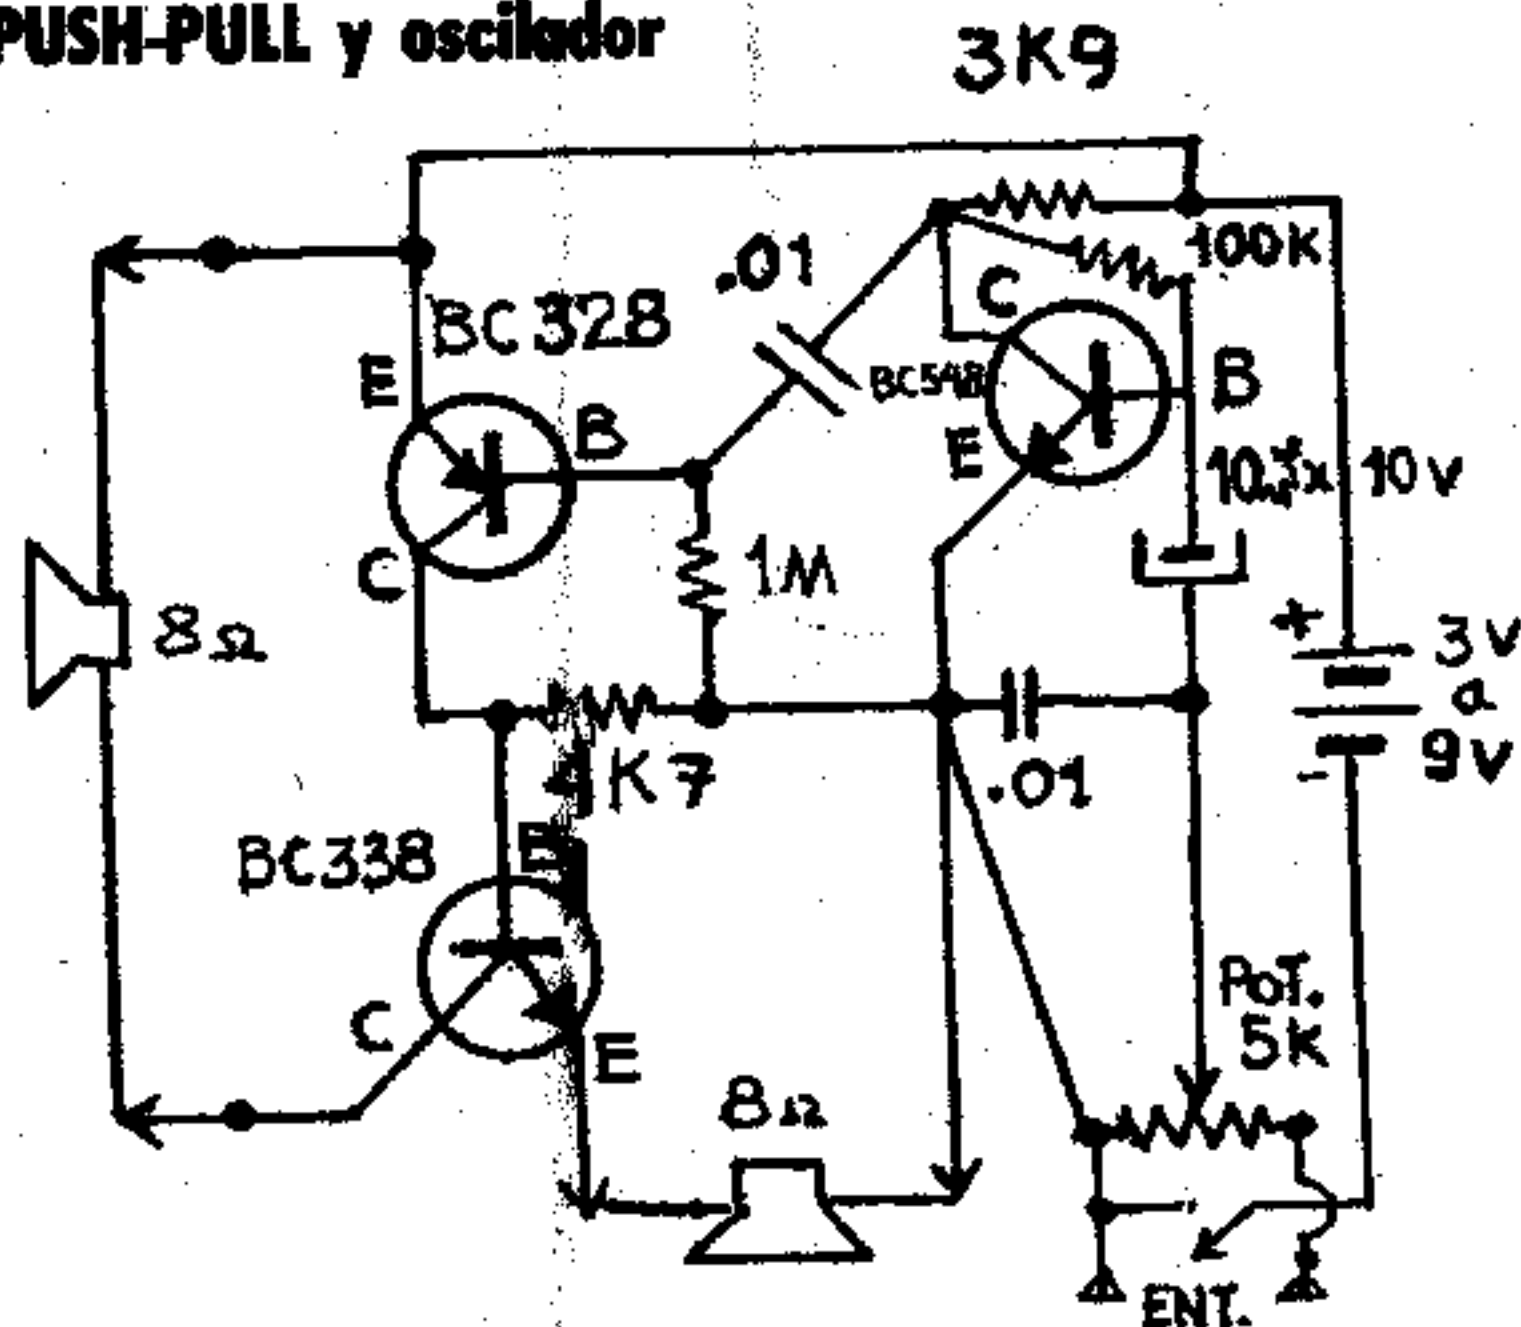 PUSH-PULL y oscilador
3K9
100K
.01
C
BC328
E
BC548
B
B
E
10 x 10v
C
1M
8Ω
+
3v
a
9v
-
4K7
.01
BC338
B
C
E
POT.
5K
8Ω
ENT.